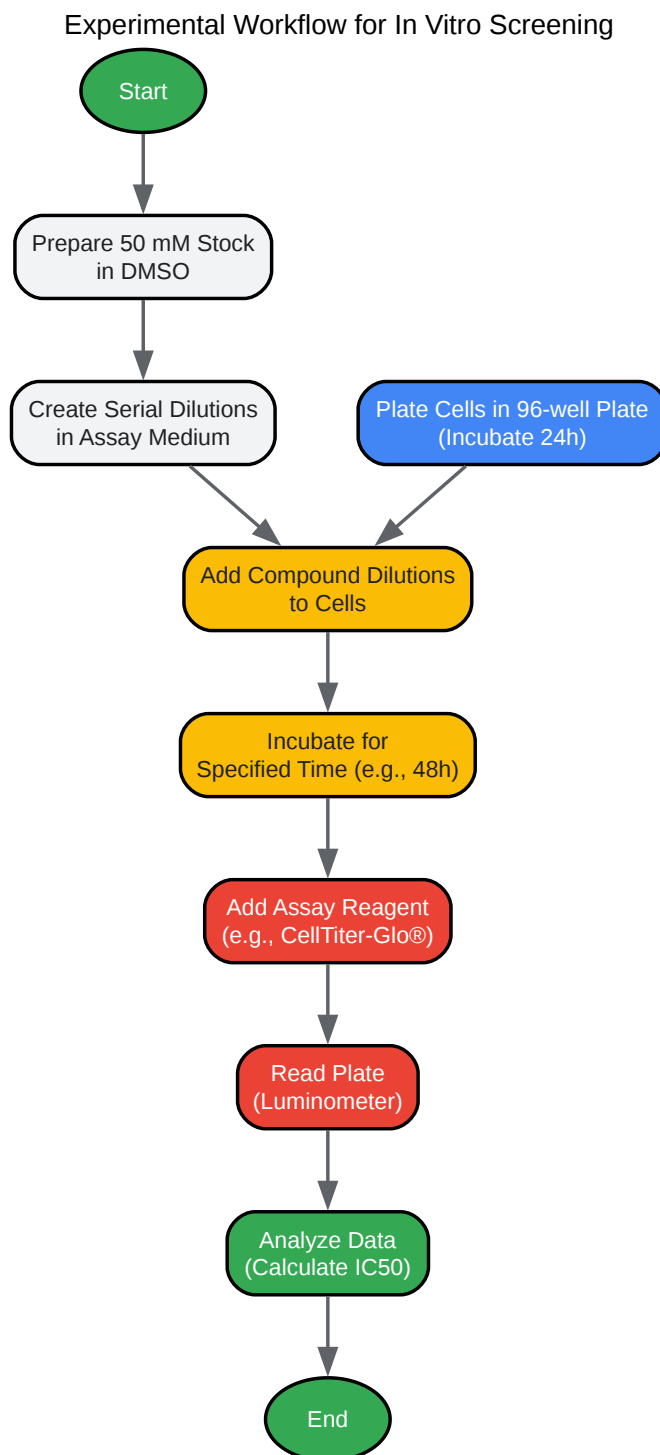 Experimental Workflow for In Vitro Screening
Start
Prepare 50 mM Stock
in DMSO
Create Serial Dilutions
in Assay Medium
Plate Cells in 96-well Plate
(Incubate 24h)
Add Compound Dilutions
to Cells
Incubate for
Specified Time (e.g., 48h)
Add Assay Reagent
(e.g., CellTiter-Glo®)
Read Plate
(Luminometer)
Analyze Data
(Calculate IC50)
End